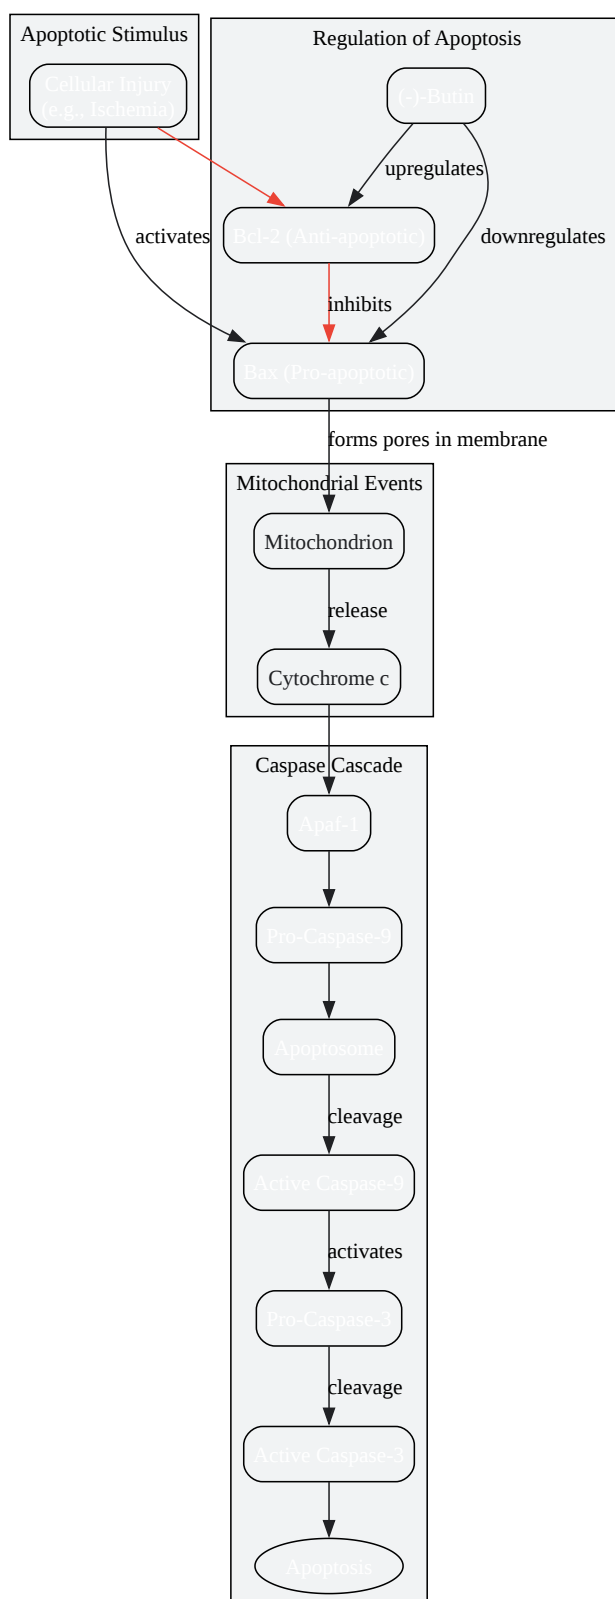 Apoptotic Stimulus
Cellular Injury
(e.g., Ischemia)
Regulation of Apoptosis
(-)-Butin
upregulates
activates
Bcl-2 (Anti-apoptotic)
downregulates
inhibits
Bax (Pro-apoptotic)
forms pores in membrane
Mitochondrial Events
Mitochondrion
release
Cytochrome c
Caspase Cascade
Apaf-1
Pro-Caspase-9
Apoptosome
cleavage
Active Caspase-9
activates
Pro-Caspase-3
cleavage
Active Caspase-3
Apoptosis